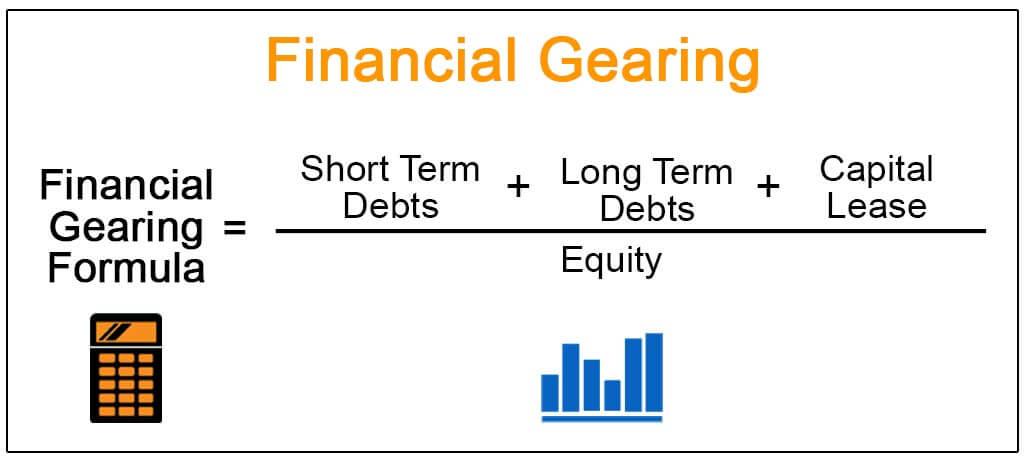 Financial Gearing
Financial
Gearing =
Formula
Short Term
Debts
+
Long Term
Debts
+
Capital
Lease
Equity